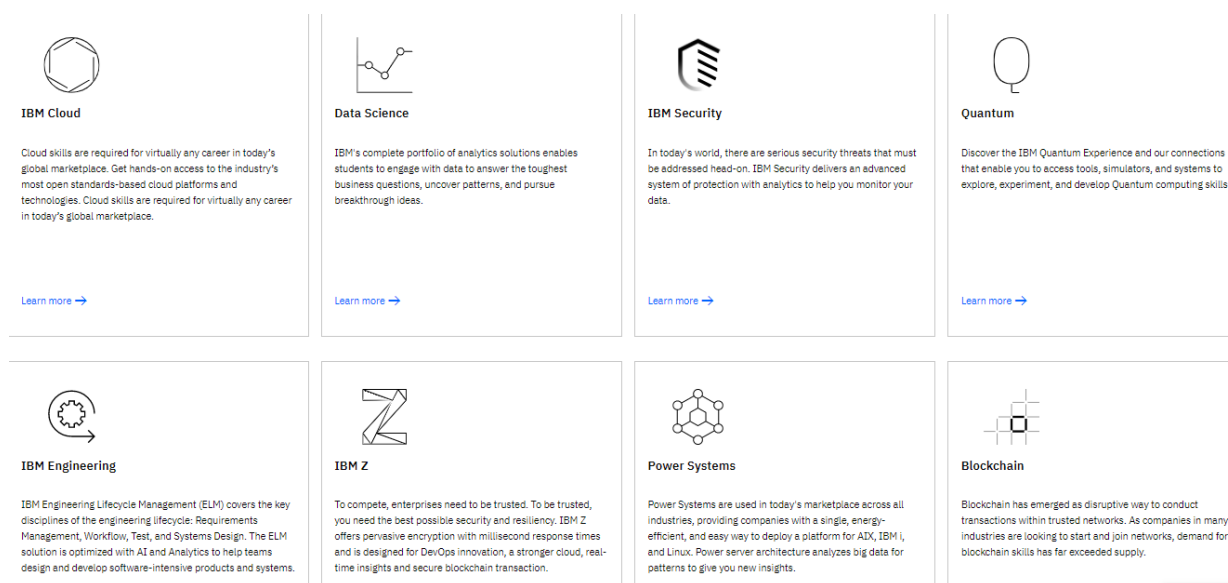 IBM Cloud
Cloud skills are required for virtually any career in today's
global marketplace. Get hands-on access to the industry's
most open standards-based cloud platforms and
technologies. Cloud skills are required for virtually any career
in today's global marketplace.
Learn more →
Data Science
IBM's complete portfolio of analytics solutions enables
students to engage with data to answer the toughest
business questions, uncover patterns, and pursue
breakthrough ideas.
Learn more →
IBM Security
In today's world, there are serious security threats that must
be addressed head-on. IBM Security delivers an advanced
system of protection with analytics to help you monitor your
data.
Learn more →
Quantum
Discover the IBM Quantum Experience and our connections
that enable you to access tools, simulators, and systems to
explore, experiment, and develop Quantum computing skills
Learn more →
IBM Engineering
IBM Engineering Lifecycle Management (ELM) covers the key
disciplines of the engineering lifecycle: Requirements
Management, Workflow, Test, and Systems Design. The ELM
solution is optimized with AI and Analytics to help teams
design and develop software-intensive products and systems.
IBM Z
To compete, enterprises need to be trusted. To be trusted,
you need the best possible security and resiliency. IBM Z
offers pervasive encryption with millisecond response times
and is designed for DevOps innovation, a stronger cloud, real-
time insights and secure blockchain transaction.
Power Systems
Power Systems are used in today's marketplace across all
industries, providing companies with a single, energy-
efficient, and easy way to deploy a platform for AIX, IBM i,
and Linux. Power server architecture analyzes big data for
patterns to give you new insights.
Blockchain
Blockchain has emerged as disruptive way to conduct
transactions within trusted networks. As companies in many
industries are looking to start and join networks, demand for
blockchain skills has far exceeded supply.